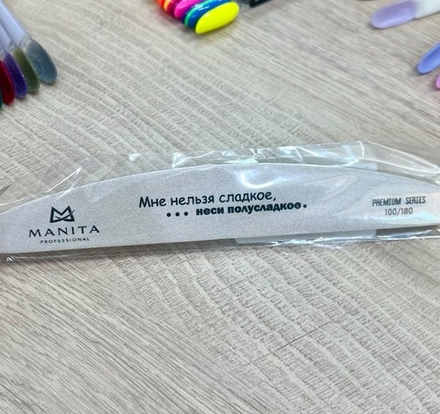 MANITA
PROFESSIONAL
Мне нельзя сладкое,
... неси полусладкое.
PREMIUM SERIES
100/180